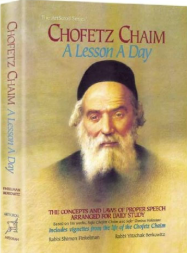 CHOFETZ CHAIM
A Lesson A Day
CHOFETZ CHAIM
A Lesson A Day
THE CONCEPTS AND LAWS OF PROPER SPEECH
ARRANGED FOR DAILY STUDY
Includes vignettes from the life of the Chofetz Chaim
Rabbi Shimon Finkelman
Rabbi Yitzchak Berkowitz